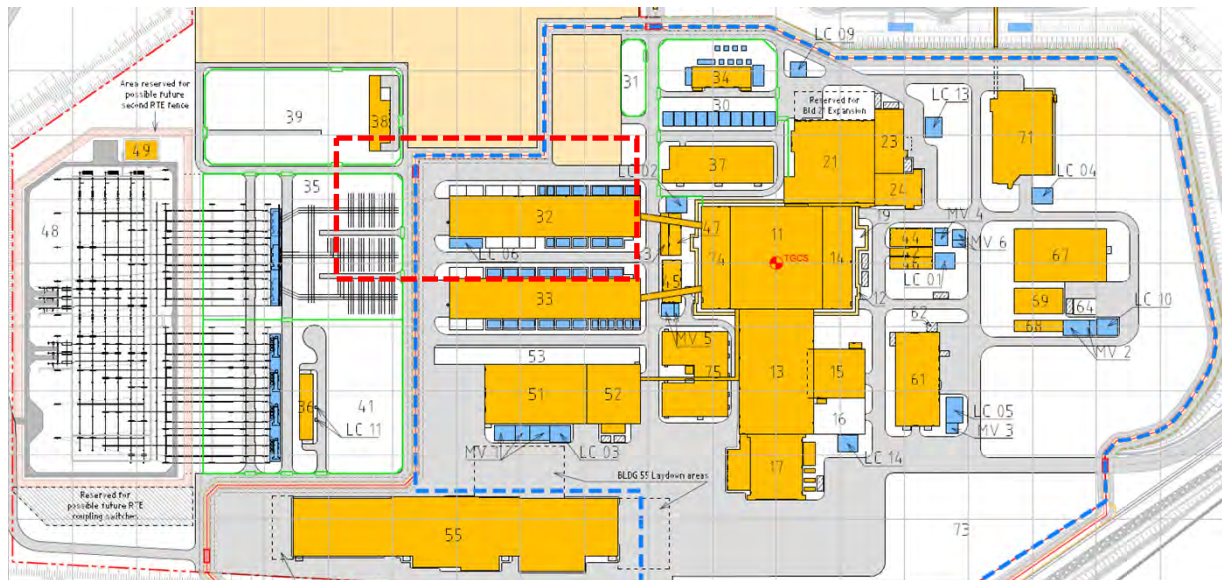 LC 09
Area reserved for
possible future
second RTE fence
31
34
38
39
30
Reserved for
Bld 21 Expansion
LC 13
23
71
49
21
37
LC 02
35
24
LC 04
48
32
19
MV 4
47
11
44
MV 6
LC 06
74
14
67
TGCS
46
LC 01
33
45
12
59
64
LC 10
62
68
MV 5
MV 2
53
13
75
15
61
51
52
36
41
16
LC 05
LC 11
MV 1
LC 03
MV 3
LC 14
17
BLDG 55 Laydown areas
Reserved for
possible future RTE
coupling switches
55
73